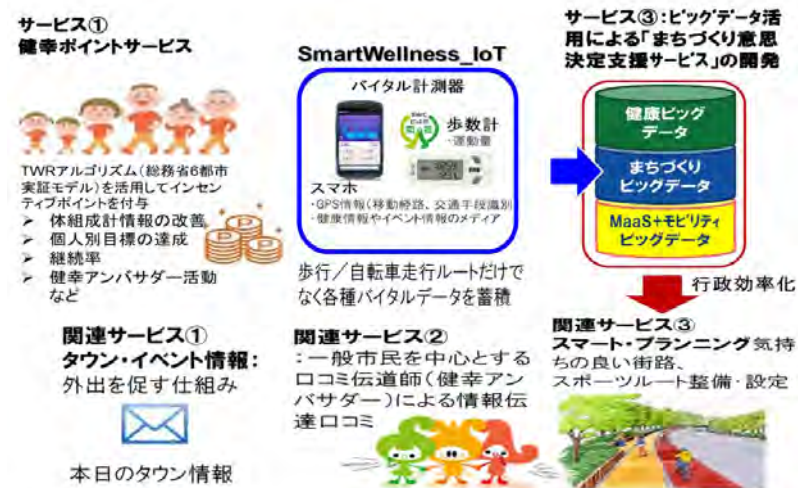 サービス①
健幸ポイントサービス
TWRアルゴリズム(総務省6都市
実証モデル)を活用してインセン
ティブポイントを付与
➢ 体組成計情報の改善
➢ 個人別目標の達成
➢ 継続率
➢ 健幸アンバサダー活動
など
SmartWellness_IoT
バイタル計測器
歩数計
・運動量
スマホ
・GPS情報(移動経路、交通手段識別
・健康情報やイベント情報のメディア
歩行/自転車走行ルートだけで
なく各種バイタルデータを蓄積
サービス③:ビッグデータ活
用による「まちづくり意思
決定支援サービス」の開発
健康ビッグ
データ
まちづくり
ビッグデータ
MaaS+モビリティ
ビッグデータ
行政効率化
関連サービス①
タウン・イベント情報:
外出を促す仕組み
本日のタウン情報
関連サービス②
:一般市民を中心とする
口コミ伝道師(健幸アン
バサダー)による情報伝
達口コミ
関連サービス③
スマート・プランニング気持
ちの良い街路、
スポーツルート整備・設定